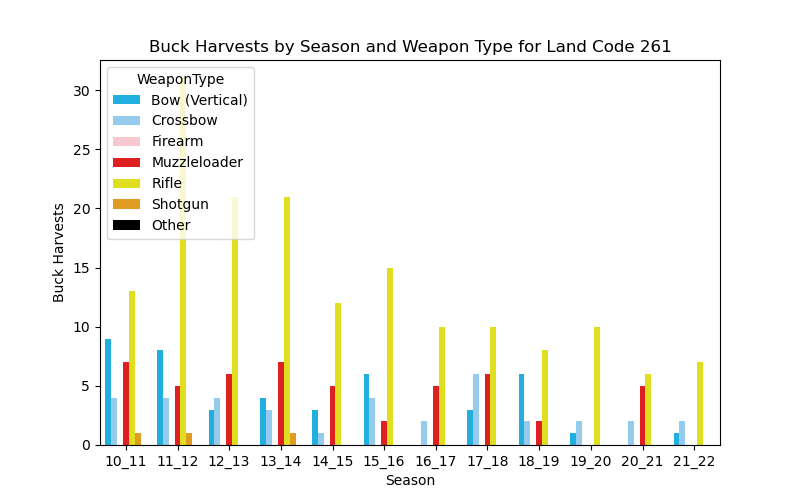 Buck Harvests by Season and Weapon Type for Land Code 261
WeaponType
Bow (Vertical)
Crossbow
Firearm
Muzzleloader
Rifle
Shotgun
Other
Buck Harvests
30
25
20
15
10
5
0
10_11 11_12 12_13 13_14 14_15 15_16 16_17 17_18 18_19 19_20 20_21 21_22
Season